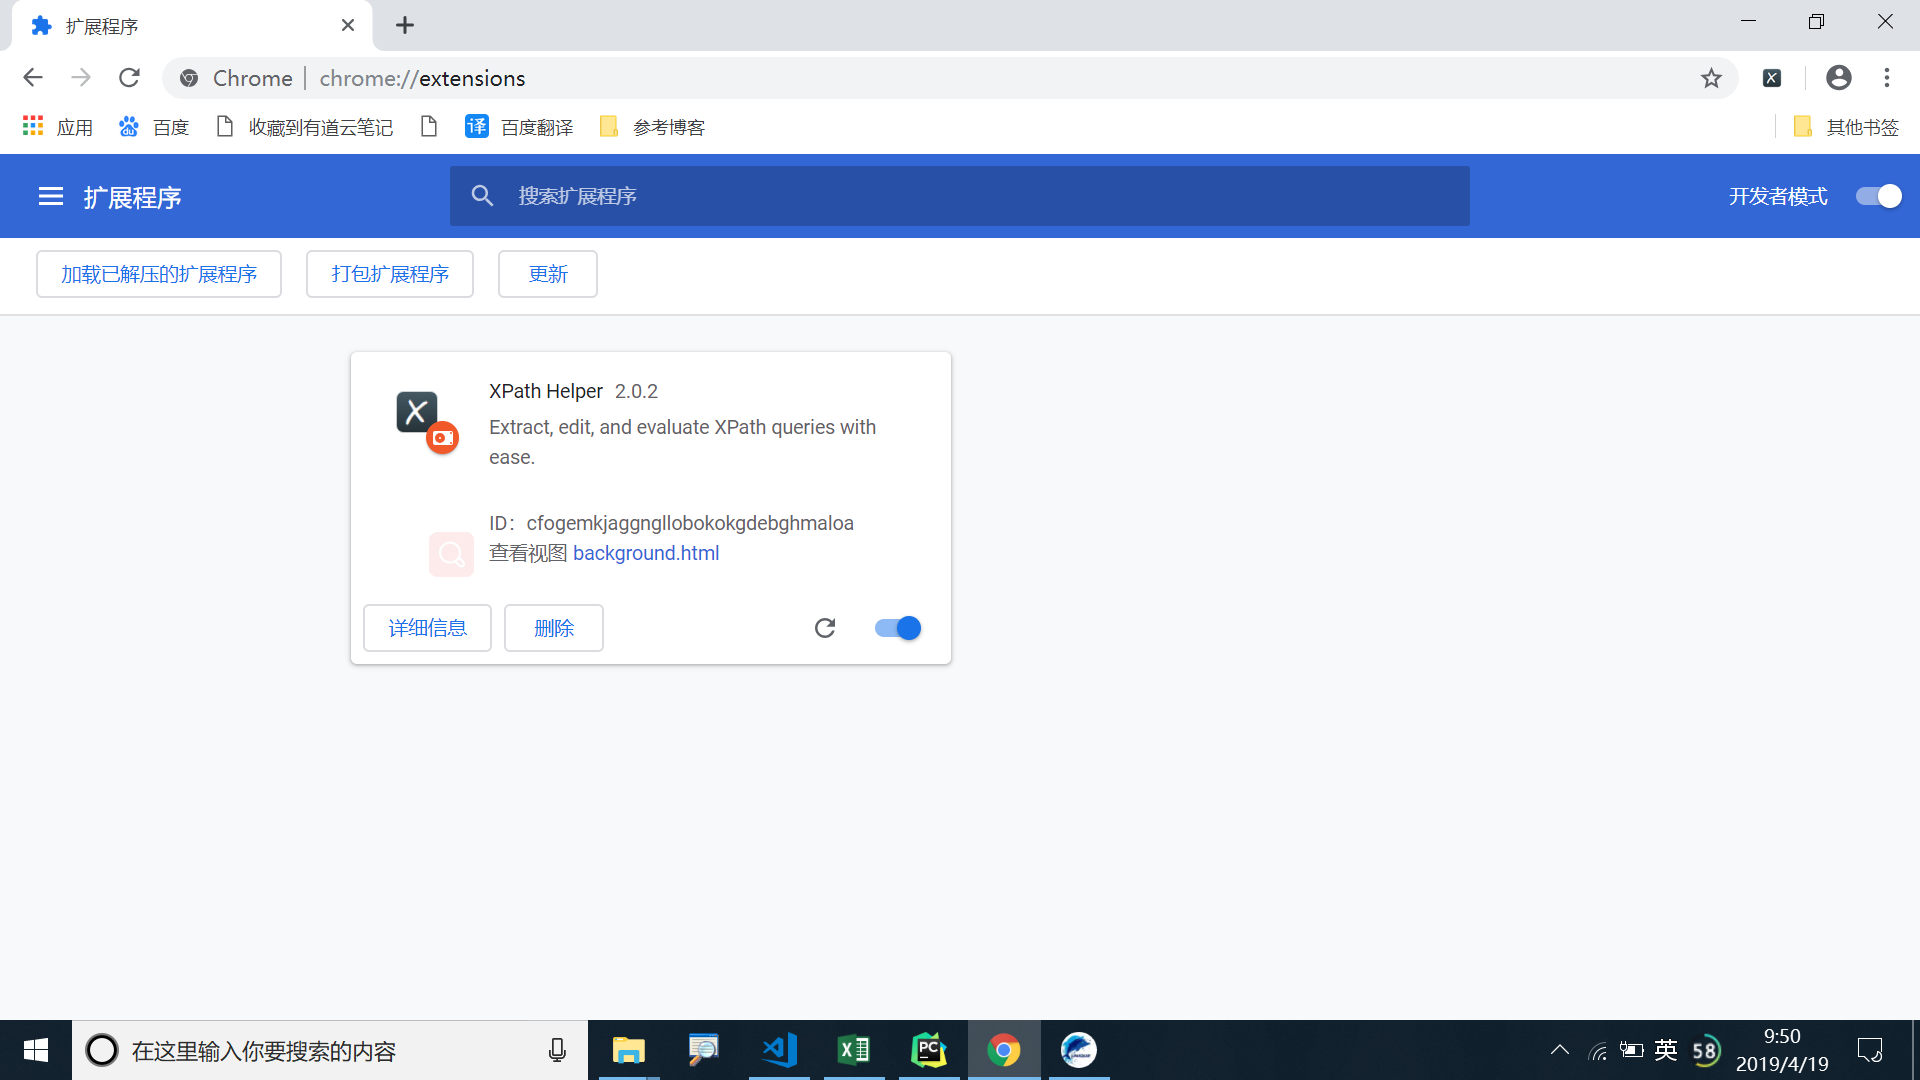 扩展程序
Chrome | chrome://extensions
应用 百度 收藏到有道云笔记 译 百度翻译 参考博客 其他书签
扩展程序 搜索扩展程序 开发者模式
加载已解压的扩展程序 打包扩展程序 更新
XPath Helper 2.0.2
Extract, edit, and evaluate XPath queries with
ease.
ID：cfogemkjaggngllobokokgdebghmaloa
查看视图 background.html
详细信息 删除
在这里输入你要搜索的内容
PC
英 58
9:50
2019/4/19